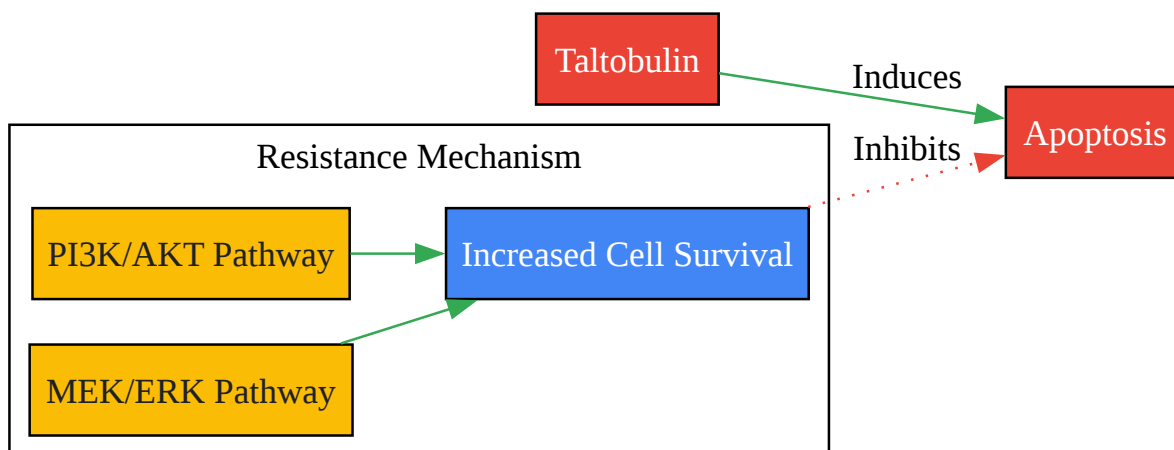 Taltobulin
Induces
Apoptosis
Inhibits
Resistance Mechanism
PI3K/AKT Pathway
Increased Cell Survival
MEK/ERK Pathway